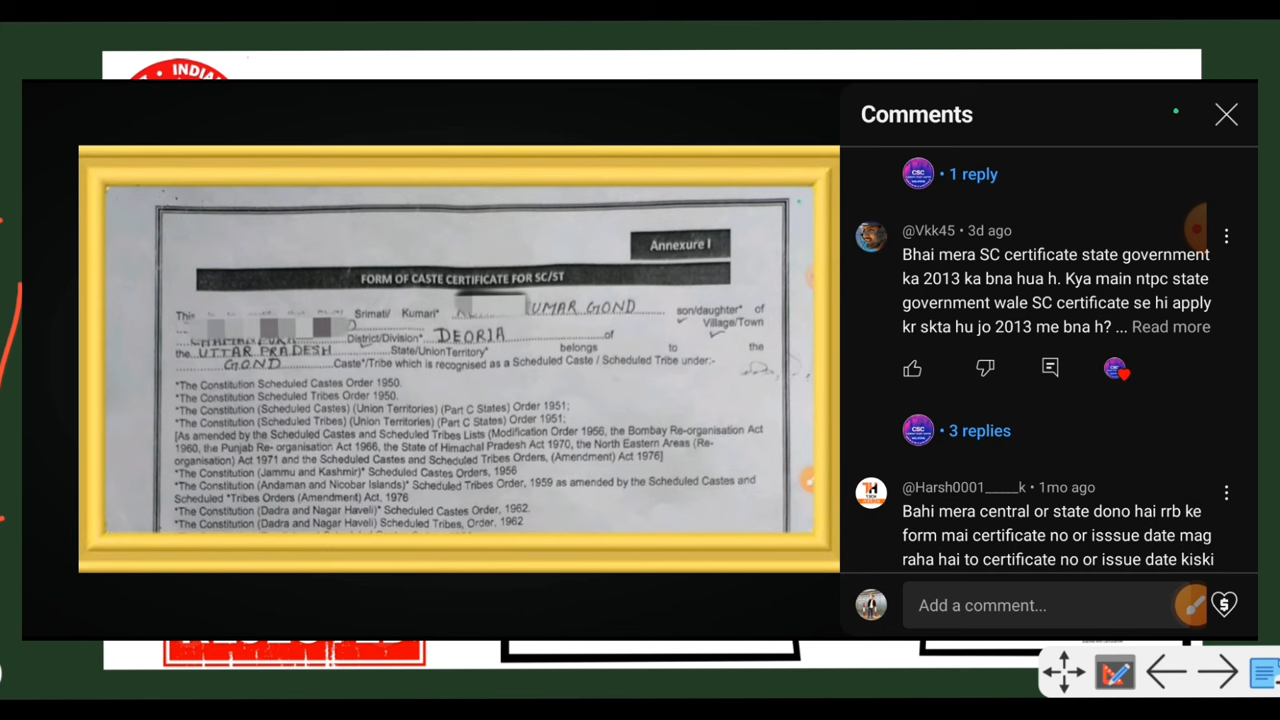 INDIA
Annexure I
FORM OF CASTE CERTIFICATE FOR SC/ST
This Srimati/ Kumari* UMAR GOND son/daughter* of
Village/Town
District/Division* DEORIA of
the UTTAR PRADESH State/UnionTerritory* belongs to the
GOND Caste*/Tribe which is recognised as a Scheduled Caste / Scheduled Tribe under:-
*The Constitution Scheduled Castes Order 1950.
*The Constitution Scheduled Tribes Order 1950.
*The Constitution (Scheduled Castes) (Union Territories) (Part C States) Order 1951;
*The Constitution (Scheduled Tribes) (Union Territories) (Part C States) Order 1951;
[As amended by the Scheduled Castes and Scheduled Tribes Lists (Modification Order 1956, the Bombay Re-organisation Act
1960, the Punjab Re- organisation Act 1966, the State of Himachal Pradesh Act 1970, the North Eastern Areas (Re-
organisation) Act 1971 and the Scheduled Castes and Scheduled Tribes Orders, (Amendment) Act 1976]
*The Constitution (Jammu and Kashmir)* Scheduled Castes Orders, 1956
*The Constitution (Andaman and Nicobar Islands)* Scheduled Tribes Order, 1959 as amended by the Scheduled Castes and
Scheduled *Tribes Orders (Amendment) Act, 1976
*The Constitution (Dadra and Nagar Haveli) Scheduled Castes Order, 1962.
*The Constitution (Dadra and Nagar Haveli) Scheduled Tribes, Order, 1962
Comments
CSC
• 1 reply
@Vkk45 • 3d ago
Bhai mera SC certificate state government
ka 2013 ka bna hua h. Kya main ntpc state
government wale SC certificate se hi apply
kr skta hu jo 2013 me bna h? ... Read more
CSC
• 3 replies
@Harsh0001_____k • 1mo ago
Bahi mera central or state dono hai rrb ke
form mai certificate no or isssue date mag
raha hai to certificate no or issue date kiski
Add a comment...